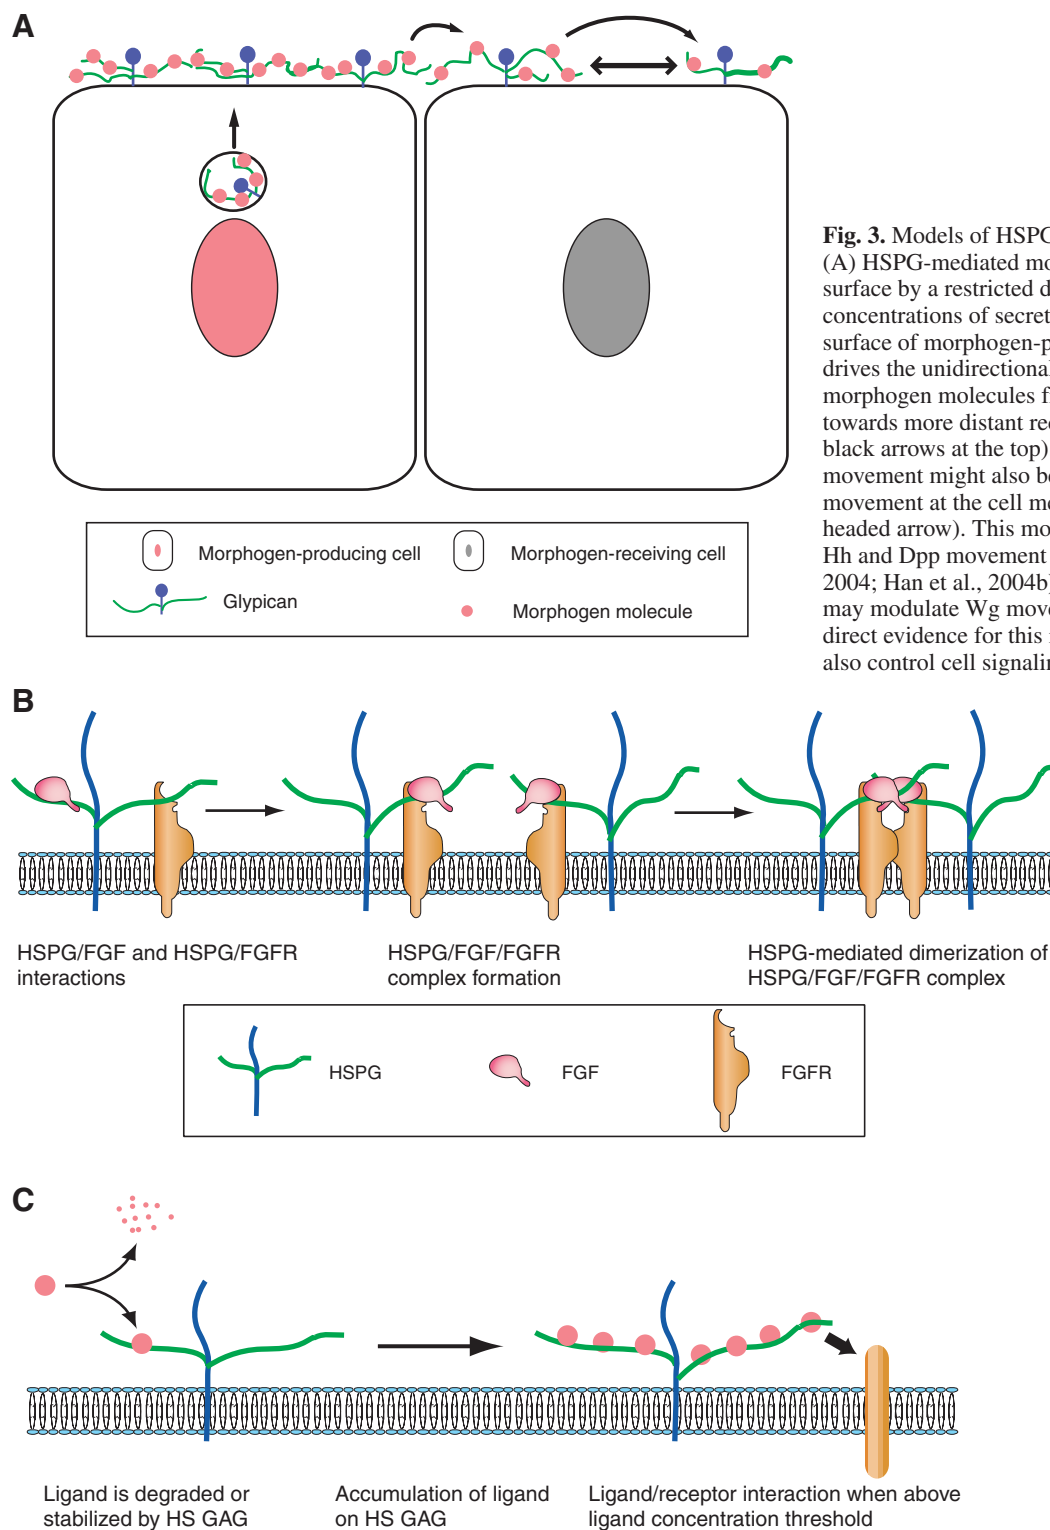 A
Fig. 3. Models of HSPG
(A) HSPG-mediated mo
surface by a restricted d
concentrations of secret
surface of morphogen-p
drives the unidirectional
morphogen molecules f
towards more distant rec
black arrows at the top)
movement might also be
movement at the cell me
headed arrow). This mo
Hh and Dpp movement
2004; Han et al., 2004b)
may modulate Wg move
direct evidence for this
also control cell signalin
Morphogen-producing cell
Morphogen-receiving cell
Glypican
Morphogen molecule
B
HSPG/FGF and HSPG/FGFR
interactions
HSPG/FGF/FGFR
complex formation
HSPG-mediated dimerization of
HSPG/FGF/FGFR complex
HSPG
FGF
FGFR
C
Ligand is degraded or
stabilized by HS GAG
Accumulation of ligand
on HS GAG
Ligand/receptor interaction when above
ligand concentration threshold